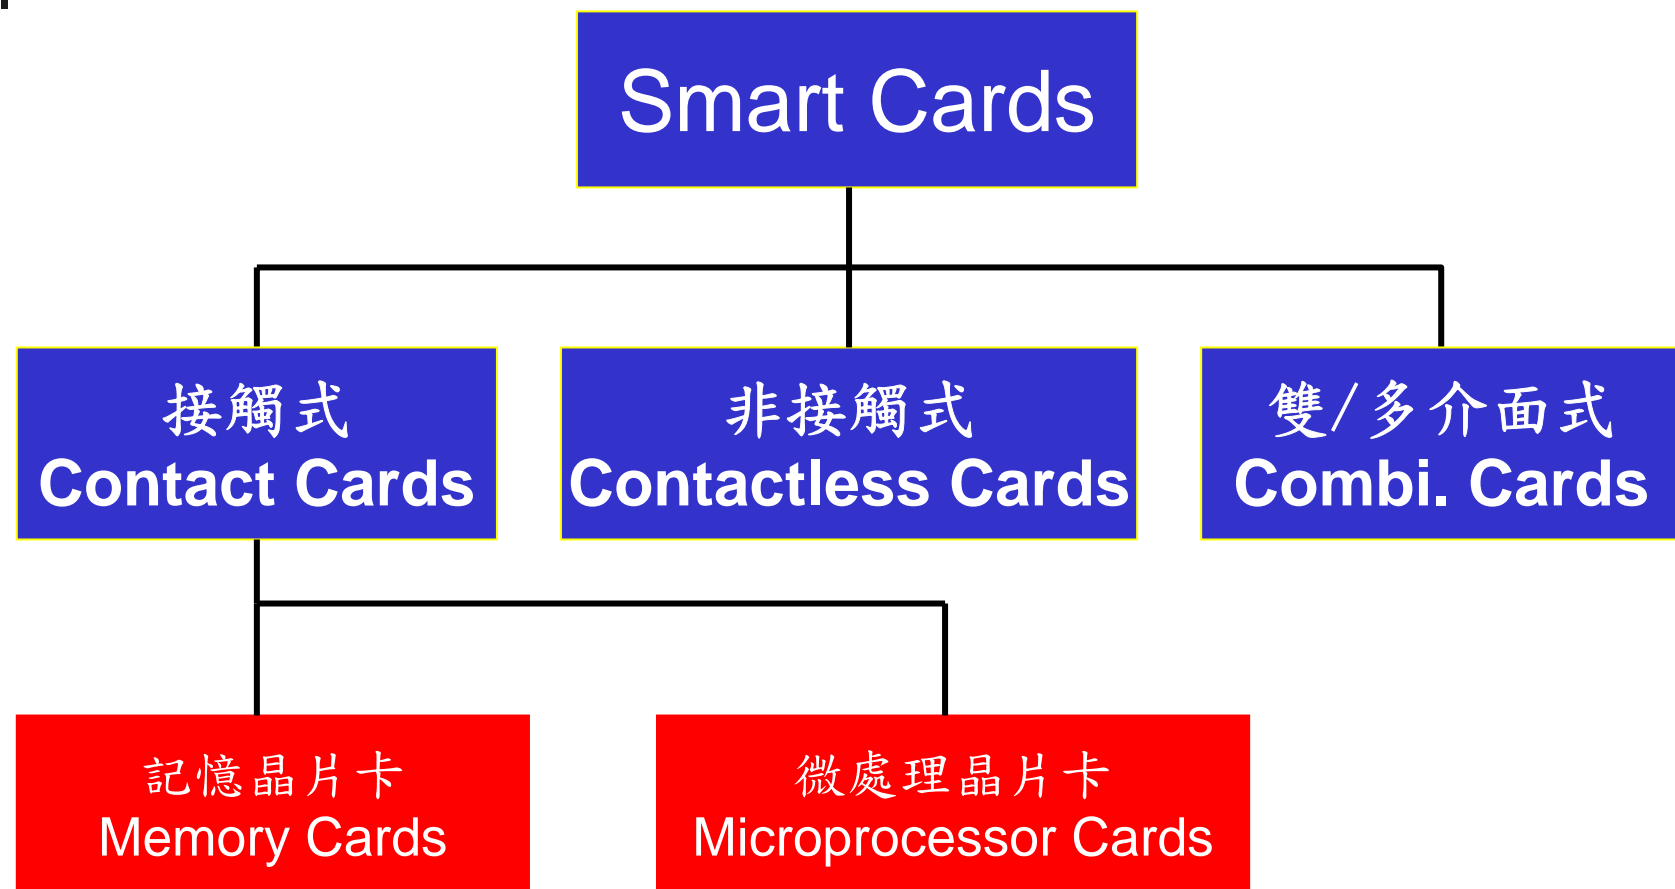 Smart Cards
接觸式
Contact Cards
非接觸式
Contactless Cards
雙/多介面式
Combi. Cards
記憶晶片卡
Memory Cards
微處理晶片卡
Microprocessor Cards